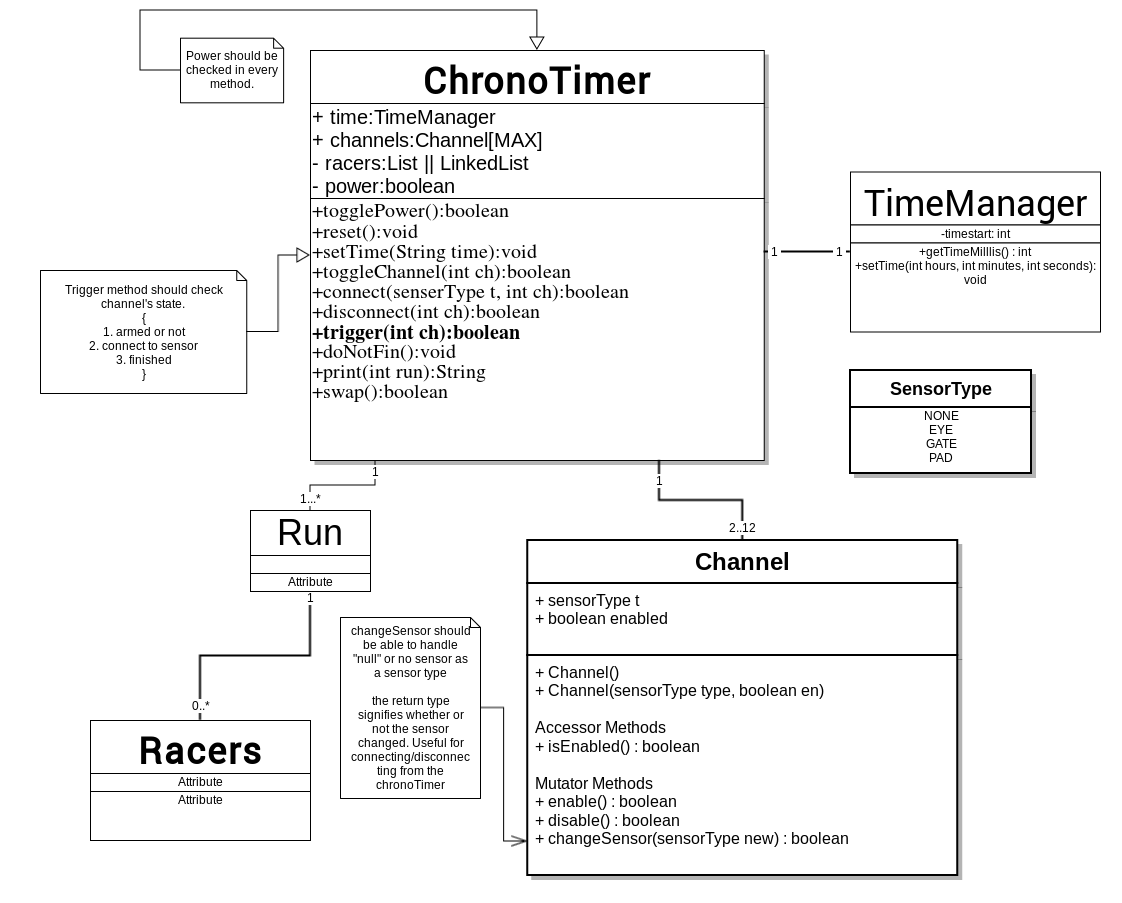 Power should be
checked in every
method.
ChronoTimer
+ time:TimeManager
+ channels:Channel[MAX]
- racers:List || LinkedList
- power:boolean
+togglePower():boolean
+reset():void
+setTime(String time):void
+toggleChannel(int ch):boolean
+connect(senserType t, int ch):boolean
+disconnect(int ch):boolean
+trigger(int ch):boolean
+doNotFin():void
+print(int run):String
+swap():boolean
Trigger method should check
channel's state.
{
1. armed or not
2. connect to sensor
3. finished
}
1
1
TimeManager
-timestart: int
+getTimeMilllis() : int
+setTime(int hours, int minutes, int seconds):
void
SensorType
NONE
EYE
GATE
PAD
1
1...*
1
2..12
Run
Attribute
1
0..*
Racers
Attribute
Attribute
changeSensor should
be able to handle
"null" or no sensor as
a sensor type
the return type
signifies whether or
not the sensor
changed. Useful for
connecting/disconnec
ting from the
chronoTimer
Channel
+ sensorType t
+ boolean enabled
+ Channel()
+ Channel(sensorType type, boolean en)
Accessor Methods
+ isEnabled() : boolean
Mutator Methods
+ enable() : boolean
+ disable() : boolean
+ changeSensor(sensorType new) : boolean